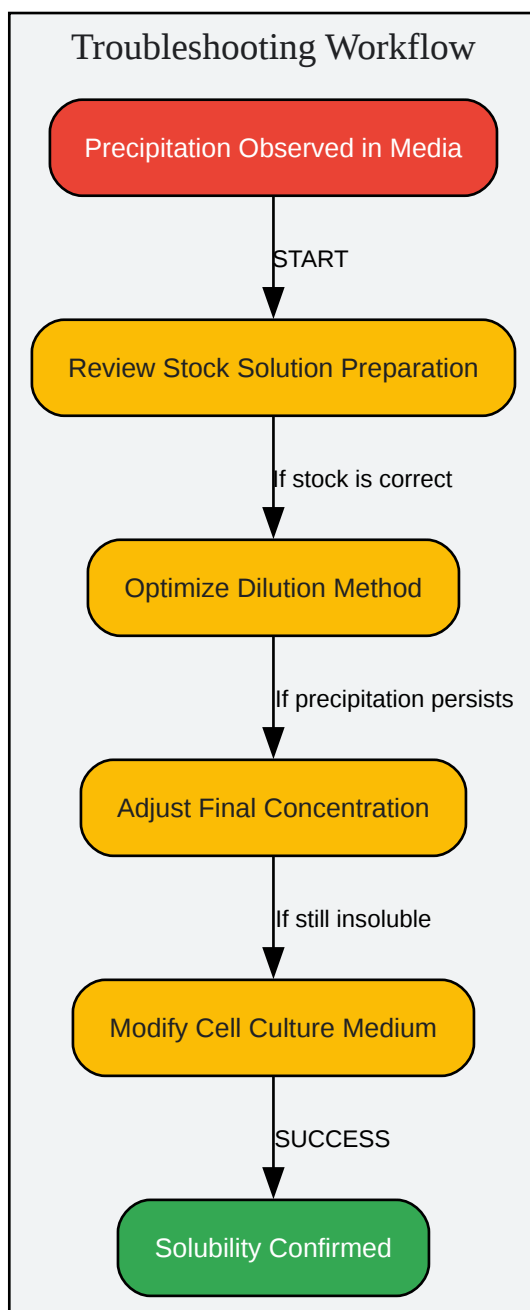 Troubleshooting Workflow
Precipitation Observed in Media
START
Review Stock Solution Preparation
If stock is correct
Optimize Dilution Method
If precipitation persists
Adjust Final Concentration
If still insoluble
Modify Cell Culture Medium
SUCCESS
Solubility Confirmed